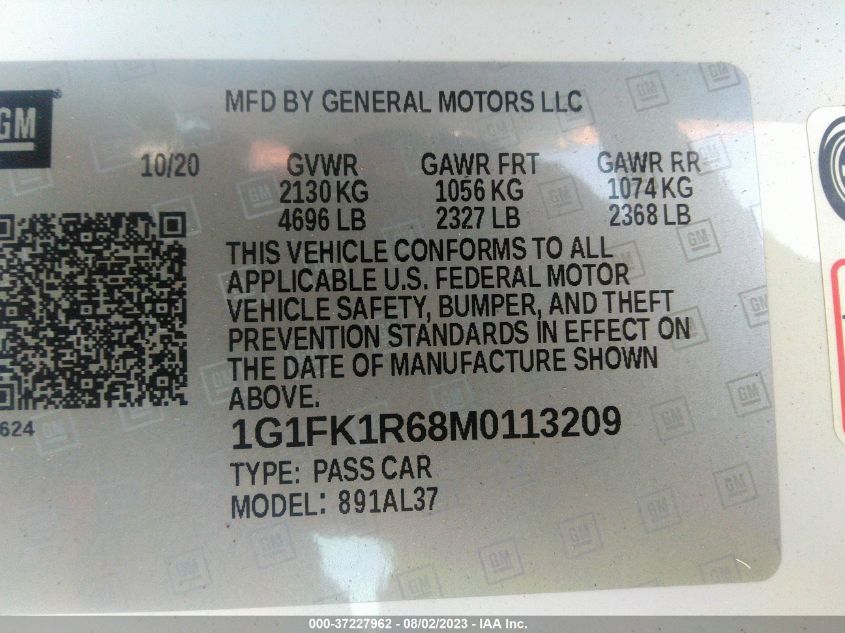 GM
MFD BY GENERAL MOTORS LLC
10/20 GVWR GAWR FRT GAWR RR
2130 KG 1056 KG 1074 KG
4696 LB 2327 LB 2368 LB
THIS VEHICLE CONFORMS TO ALL
APPLICABLE U.S. FEDERAL MOTOR
VEHICLE SAFETY, BUMPER, AND THEFT
PREVENTION STANDARDS IN EFFECT ON
THE DATE OF MANUFACTURE SHOWN
ABOVE.
624
1G1FK1R68M0113209
TYPE: PASS CAR
MODEL: 891AL37
000-37227962 - 08/02/2023 - IAA Inc.